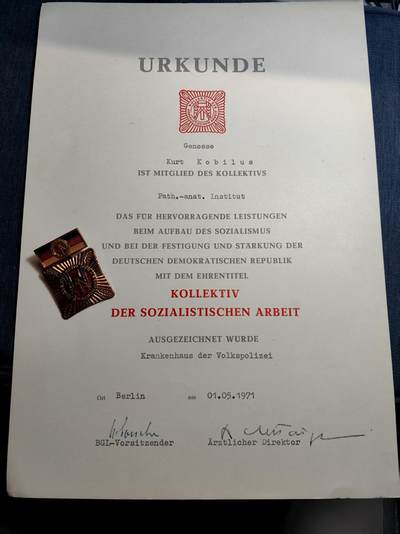 URKUNDE
Genosse
Kurt Kobilus
IST MITGLIED DES KOLLEKTIVS
Path.-anat. Institut
DAS FÜR HERVORRAGENDE LEISTUNGEN
BEIM AUFBAU DES SOZIALISMUS
UND BEI DER FESTIGUNG UND STÄRKUNG DER
DEUTSCHEN DEMOKRATISCHEN REPUBLIK
MIT DEM EHRENTITEL
KOLLEKTIV
DER SOZIALISTISCHEN ARBEIT
AUSGEZEICHNET WURDE
Krankenhaus der Volkspolizei
Ort Berlin am 01.05.1971
BGL-Vorsitzender Ärztlicher Direktor